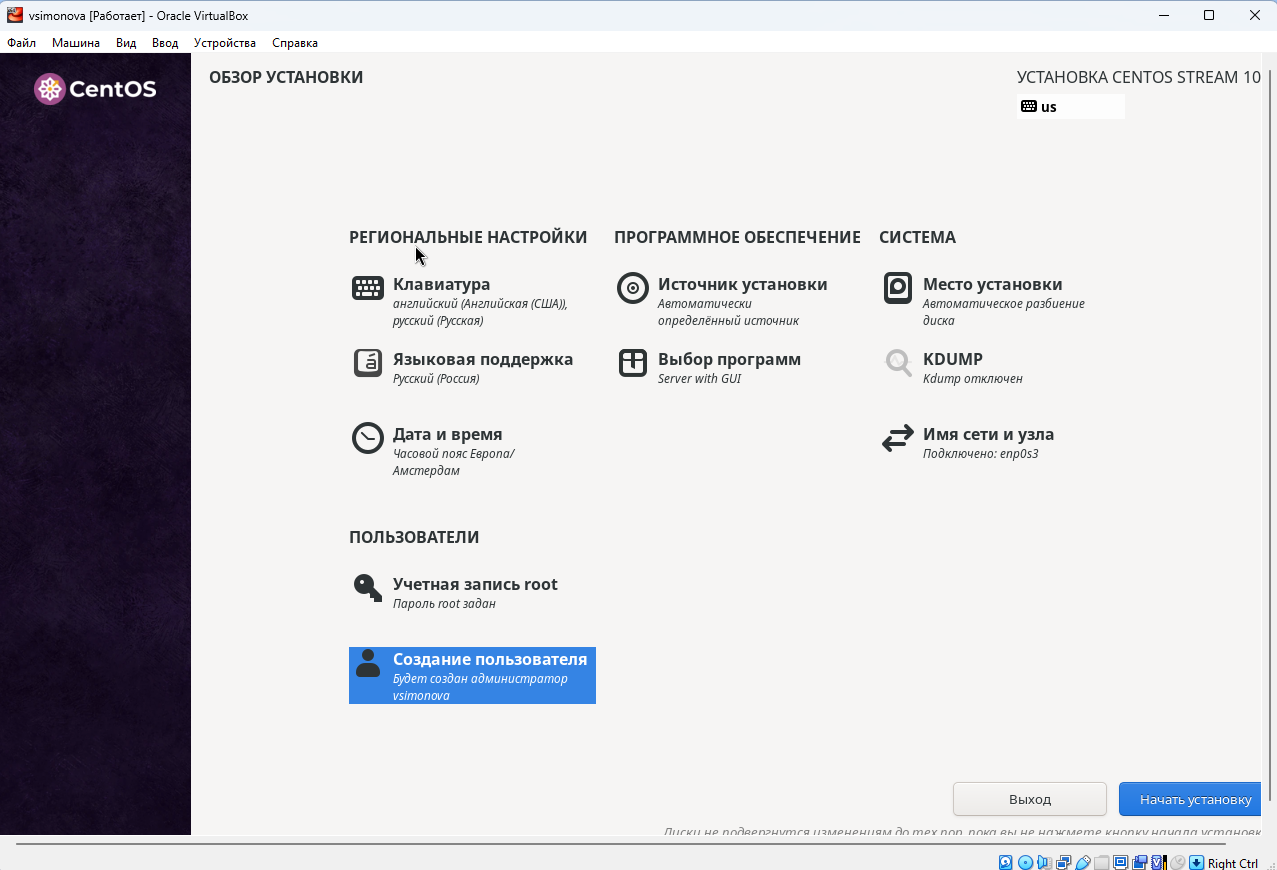 vsimonova [Работает] - Oracle VirtualBox
Файл Машина Вид Ввод Устройства Справка
CentOS
ОБЗОР УСТАНОВКИ
УСТАНОВКА CENTOS STREAM 10
us
РЕГИОНАЛЬНЫЕ НАСТРОЙКИ
Клавиатура
английский (Английская (США)),
русский (Русская)
Языковая поддержка
Русский (Россия)
Дата и время
Часовой пояс Европа/
Амстердам
ПРОГРАММНОЕ ОБЕСПЕЧЕНИЕ
Источник установки
Автоматически
определённый источник
Выбор программ
Server with GUI
СИСТЕМА
Место установки
Автоматическое разбиение
диска
KDUMP
Kdump отключен
Имя сети и узла
Подключено: enp0s3
ПОЛЬЗОВАТЕЛИ
Учетная запись root
Пароль root задан
Создание пользователя
Будет создан администратор
vsimonova
Выход
Начать установку
Диски не подвергнутся изменениям до тех пор, пока вы не нажмете кнопку начала установк
Right Ctrl